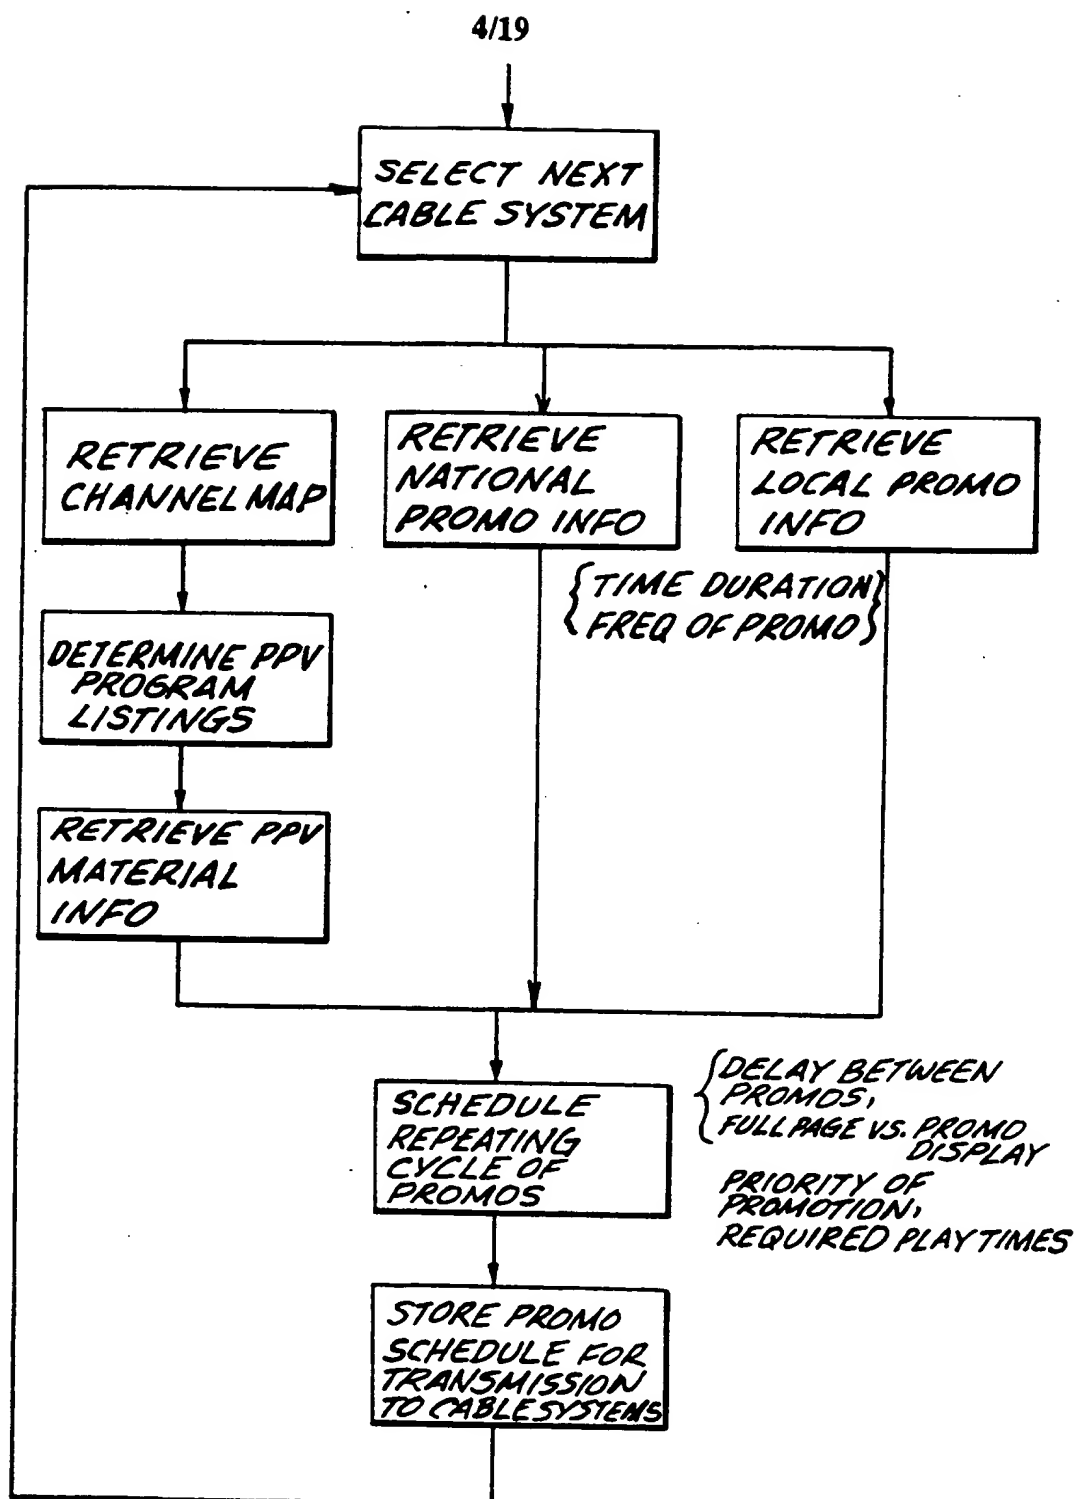 4/19
SELECT NEXT
CABLE SYSTEM
RETRIEVE
CHANNEL MAP
RETRIEVE
NATIONAL
PROMO INFO
RETRIEVE
LOCAL PROMO
INFO
{TIME DURATION}
{FREQ OF PROMO}
DETERMINE PPV
PROGRAM
LISTINGS
RETRIEVE PPV
MATERIAL
INFO
SCHEDULE
REPEATING
CYCLE OF
PROMOS
{DELAY BETWEEN
PROMOS,
FULL PAGE VS. PROMO
DISPLAY
PRIORITY OF
PROMOTION,
REQUIRED PLAY TIMES
STORE PROMO
SCHEDULE FOR
TRANSMISSION
TO CABLE SYSTEMS